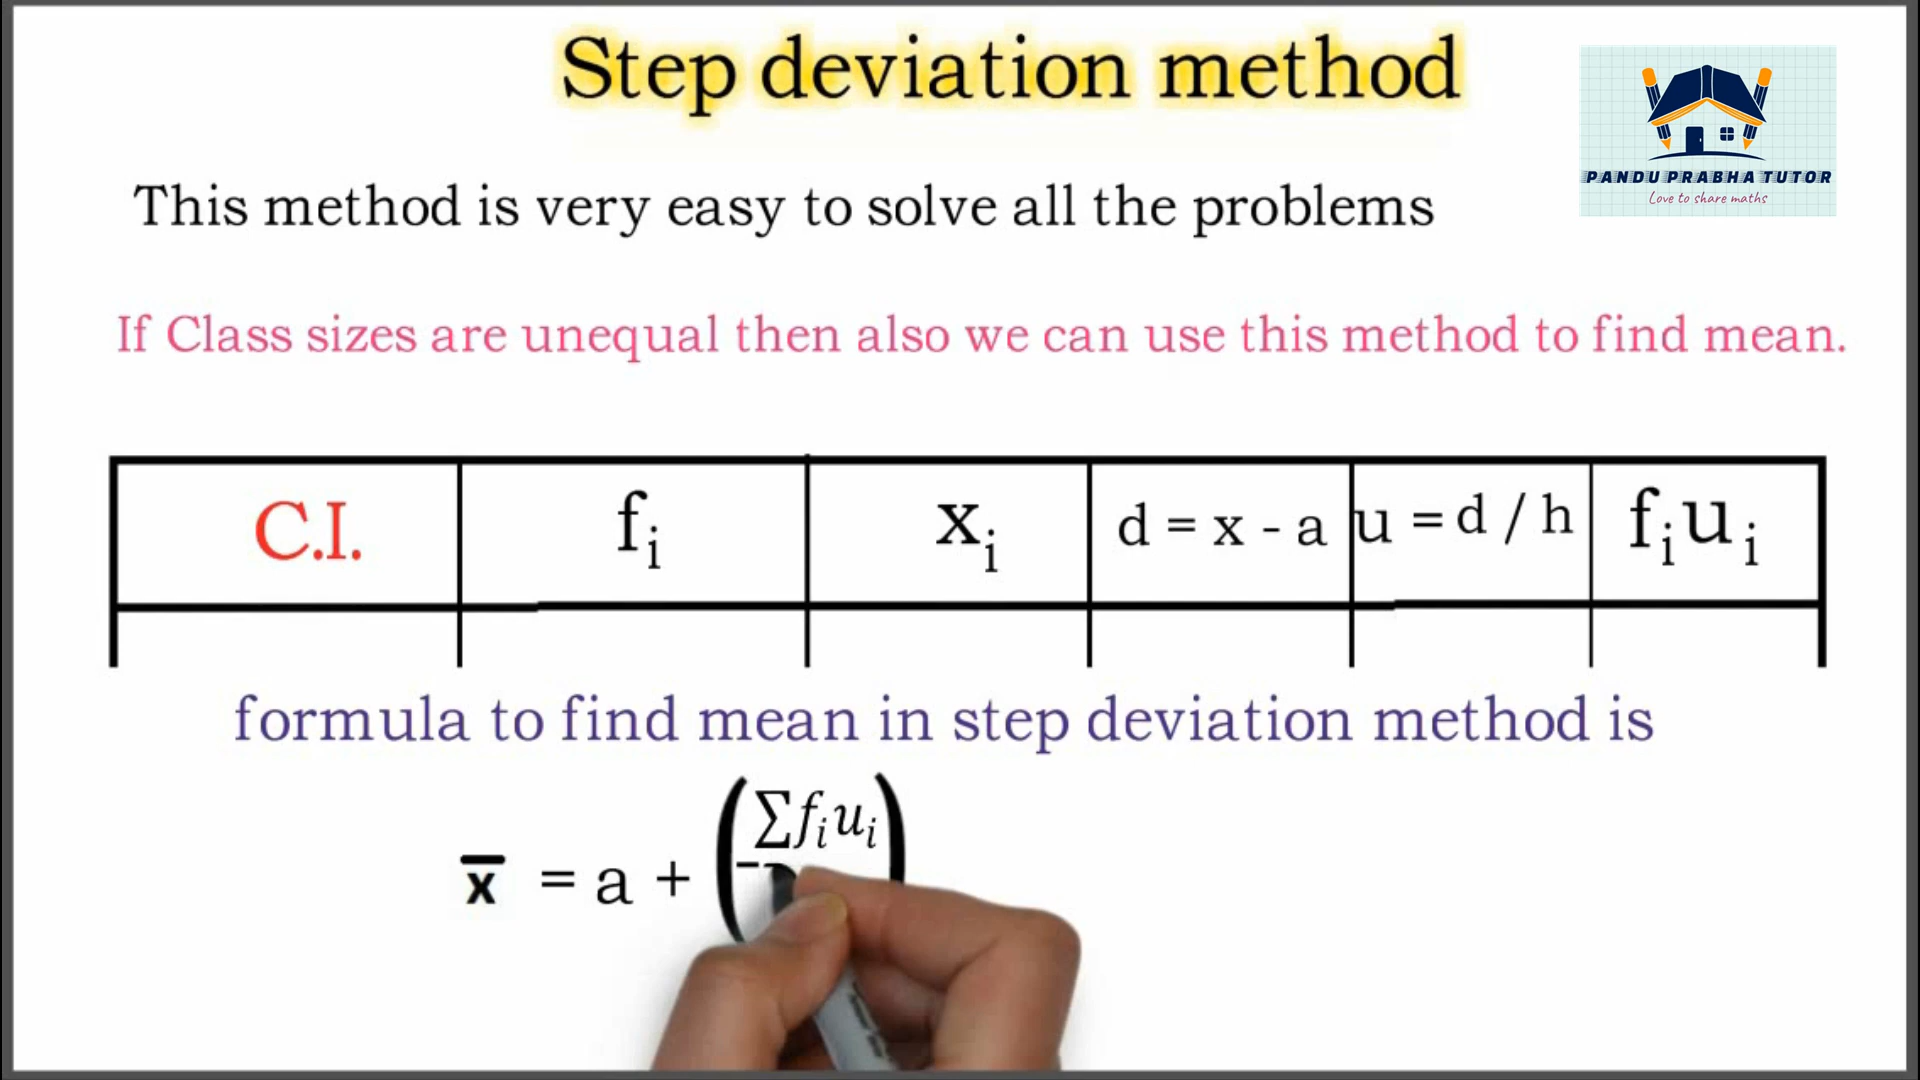 Step deviation method
PANDU PRABHA TUTOR
Love to share maths
This method is very easy to solve all the problems
If Class sizes are unequal then also we can use this method to find mean.
C.I. fᵢ xᵢ d = x - a u = d / h fᵢuᵢ
formula to find mean in step deviation method is
x̄ = a + (∑fᵢuᵢ)